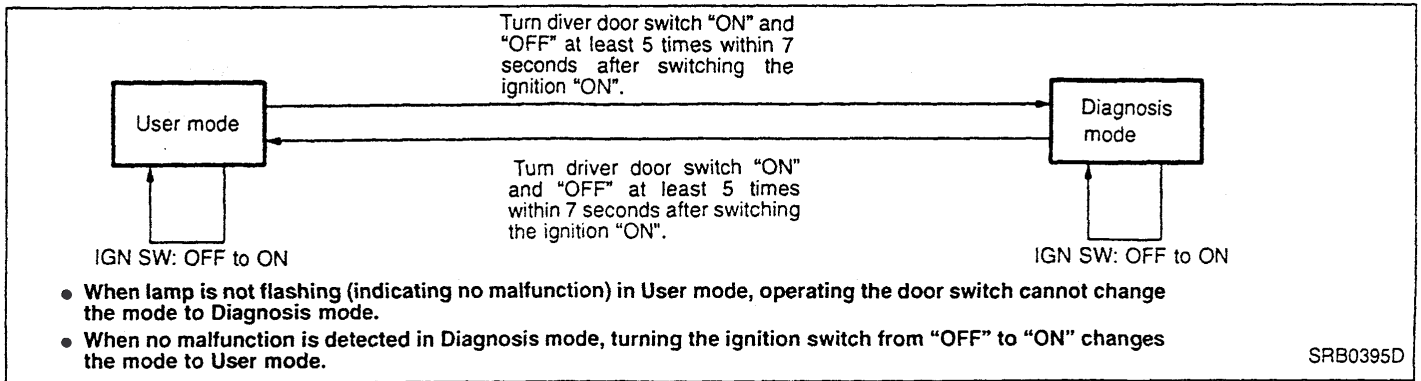 Turn diver door switch "ON" and
"OFF" at least 5 times within 7
seconds after switching the
ignition "ON".
User mode
Diagnosis
mode
Turn driver door switch "ON"
and "OFF" at least 5 times
within 7 seconds after switching
the ignition "ON".
IGN SW: OFF to ON
IGN SW: OFF to ON
● When lamp is not flashing (indicating no malfunction) in User mode, operating the door switch cannot change
the mode to Diagnosis mode.
● When no malfunction is detected in Diagnosis mode, turning the ignition switch from "OFF" to "ON" changes
the mode to User mode.
SRB0395D